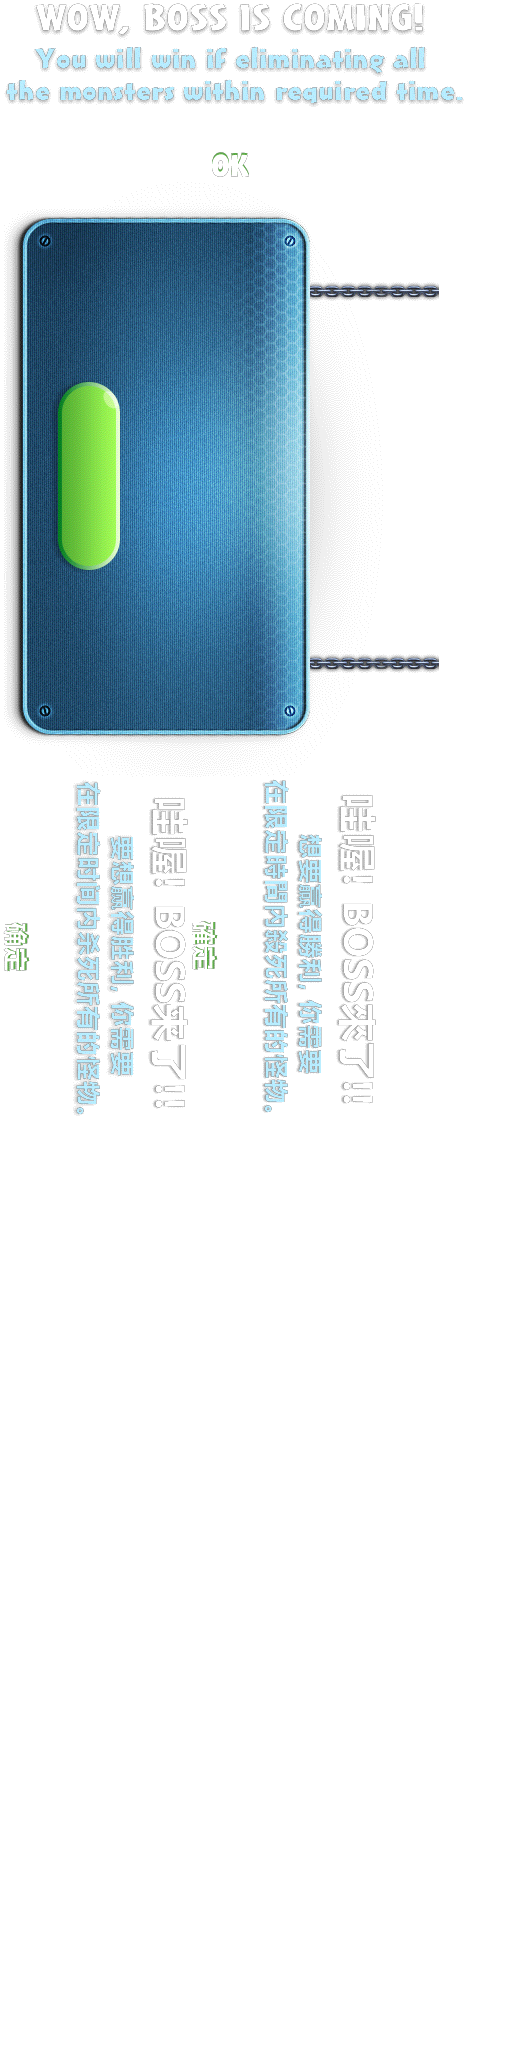 WOW, BOSS IS COMING!
You will win if eliminating all
the monsters within required time.
OK
哇喔！BOSS来了!!
要想赢得胜利，你需要
在限定时间内杀死所有的怪物。
確定
哇喔！BOSS來了!!
想要贏得勝利，你需要
在限定時間內殺死所有的怪物。
確定